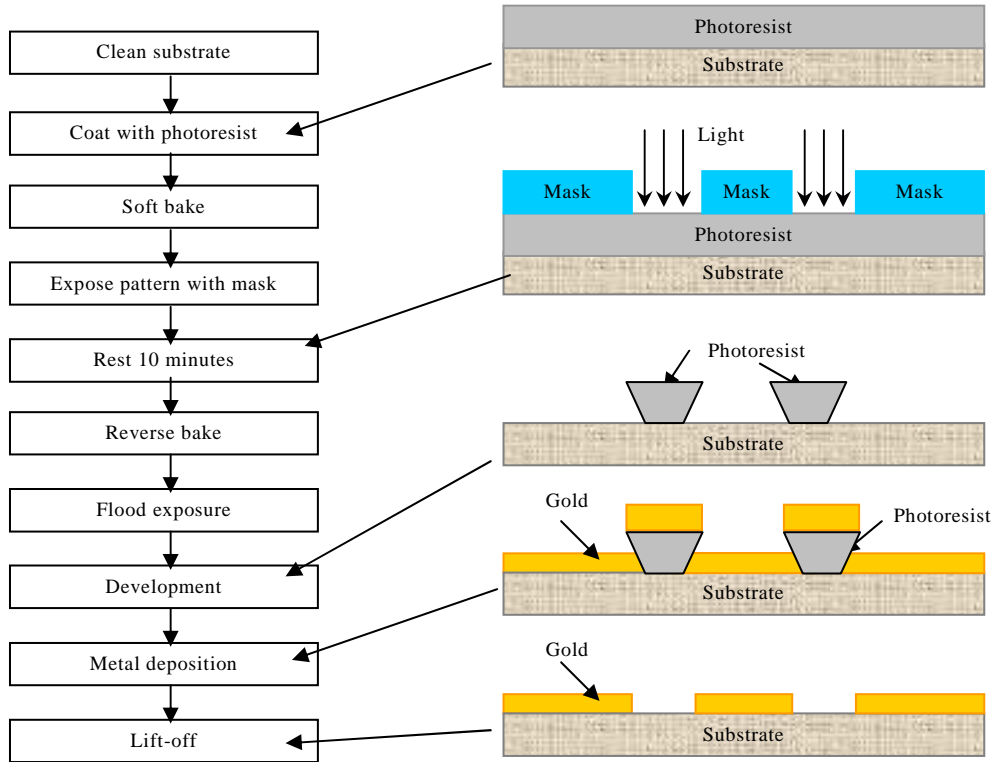 Clean substrate
Coat with photoresist
Soft bake
Expose pattern with mask
Rest 10 minutes
Reverse bake
Flood exposure
Development
Metal deposition
Lift-off
Photoresist
Substrate
Light
Mask Mask Mask
Photoresist
Substrate
Photoresist
Substrate
Gold
Photoresist
Substrate
Gold
Substrate